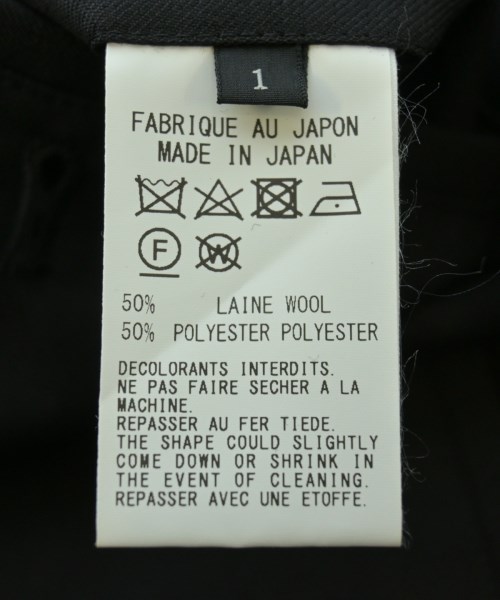 1
FABRIQUE AU JAPON
MADE IN JAPAN
F W
50% LAINE WOOL
50% POLYESTER POLYESTER
DECOLORANTS INTERDITS.
NE PAS FAIRE SECHER A LA
MACHINE.
REPASSER AU FER TIEDE.
THE SHAPE COULD SLIGHTLY
COME DOWN OR SHRINK IN
THE EVENT OF CLEANING.
REPASSER AVEC UNE ETOFFE.